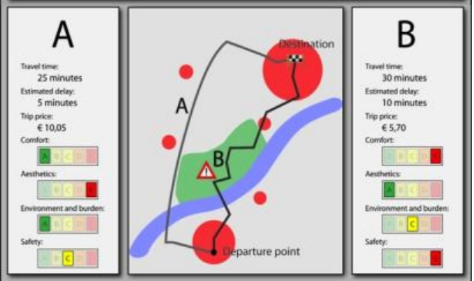 A
Travel time:
25 minutes
Estimated delay:
5 minutes
Trip price:
€ 10,05
Comfort:
A B C D E
Aesthetics:
A B C D
Environment and burden:
A B C D E
Safety:
A B C D E
Destination
A
B
Departure point
B
Travel time:
30 minutes
Estimated delay:
10 minutes
Trip price:
€ 5,70
Comfort:
A B C D
Aesthetics:
A B C D E
Environment and burden:
A B C D E
Safety:
A B C D